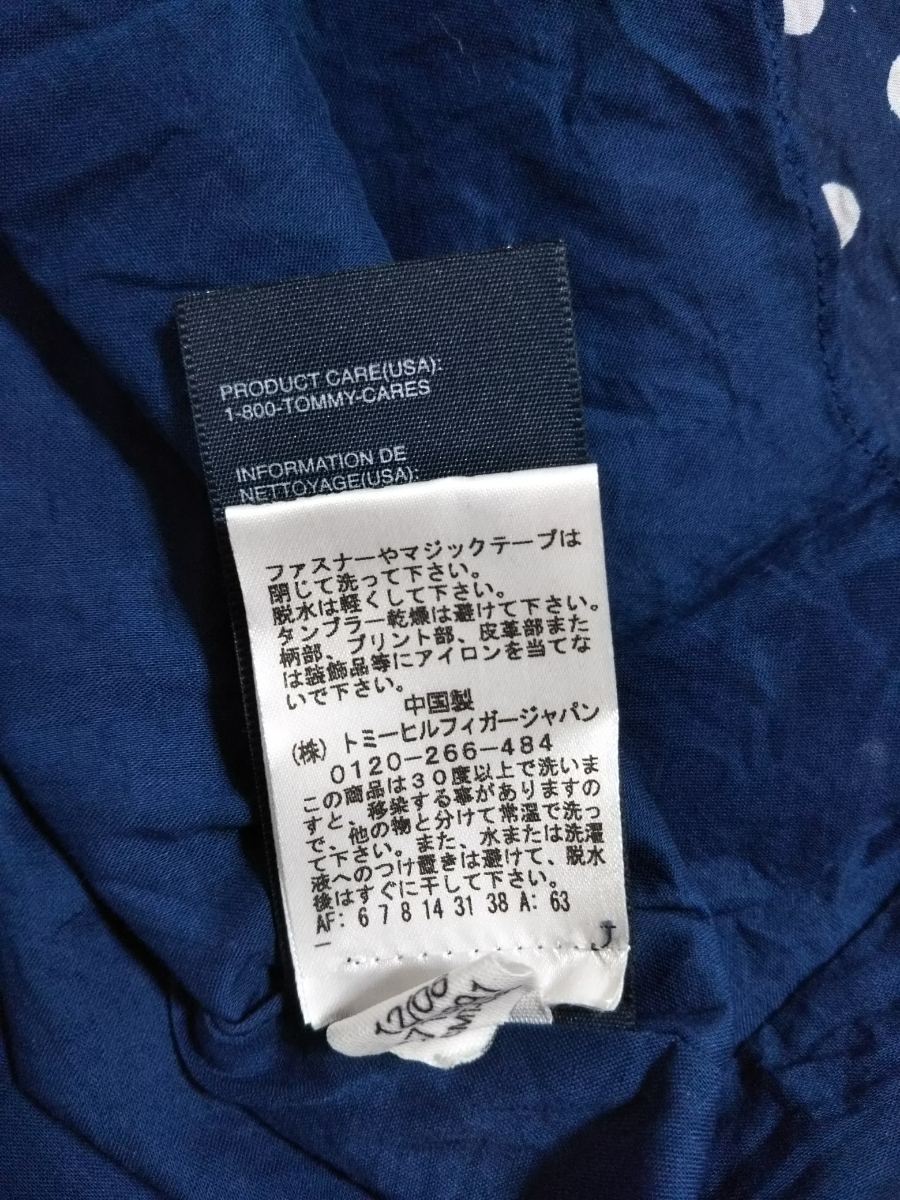 PRODUCT CARE(USA):
1-800-TOMMY-CARES
INFORMATION DE
NETTOYAGE(USA):
ファスナーやマジックテープは
閉じて洗って下さい。
脱水は軽くして下さい。
タンブラー乾燥は避けて下さい。
柄部、プリント部、皮革部また
は装飾品等にアイロンを当てな
いで下さい。
中国製
(株) トミーヒルフィガージャパン
0120-266-484
この商品は30度以上で洗いま
すと、移染する事がありますの
で、他の物と分けて常温で洗っ
て下さい。また、水または洗濯
液へのつけ置きは避けて、脱水
後はすぐに干して下さい。
AF: 6 7 8 14 31 38 A: 63
J